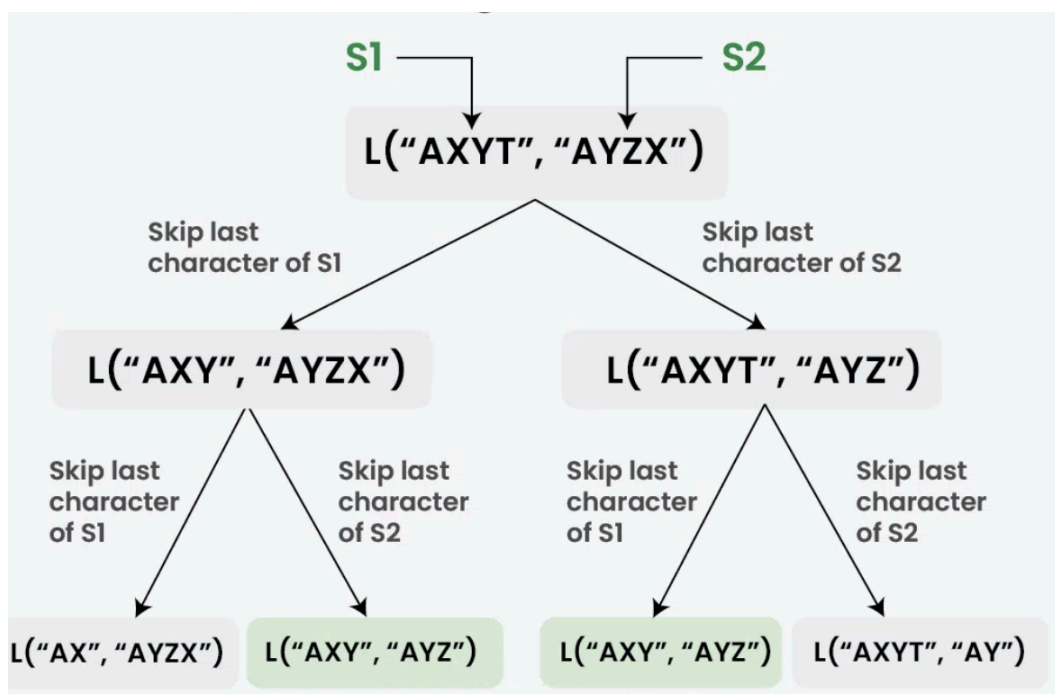 S1
S2
L(“AXYT”, “AYZX”)
Skip last
character of S1
Skip last
character of S2
L(“AXY”, “AYZX”)
L(“AXYT”, “AYZ”)
Skip last
character
of S1
Skip last
character
of S2
Skip last
character
of S1
Skip last
character
of S2
L(“AX”, “AYZX”)
L(“AXY”, “AYZ”)
L(“AXY”, “AYZ”)
L(“AXYT”, “AY”)